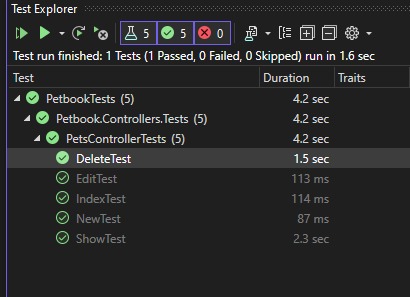 Test Explorer
5 5 0
Test run finished: 1 Tests (1 Passed, 0 Failed, 0 Skipped) run in 1.6 sec
Test Duration Traits
PetbookTests (5) 4.2 sec
Petbook.Controllers.Tests (5) 4.2 sec
PetsControllerTests (5) 4.2 sec
DeleteTest 1.5 sec
EditTest 113 ms
IndexTest 114 ms
NewTest 87 ms
ShowTest 2.3 sec